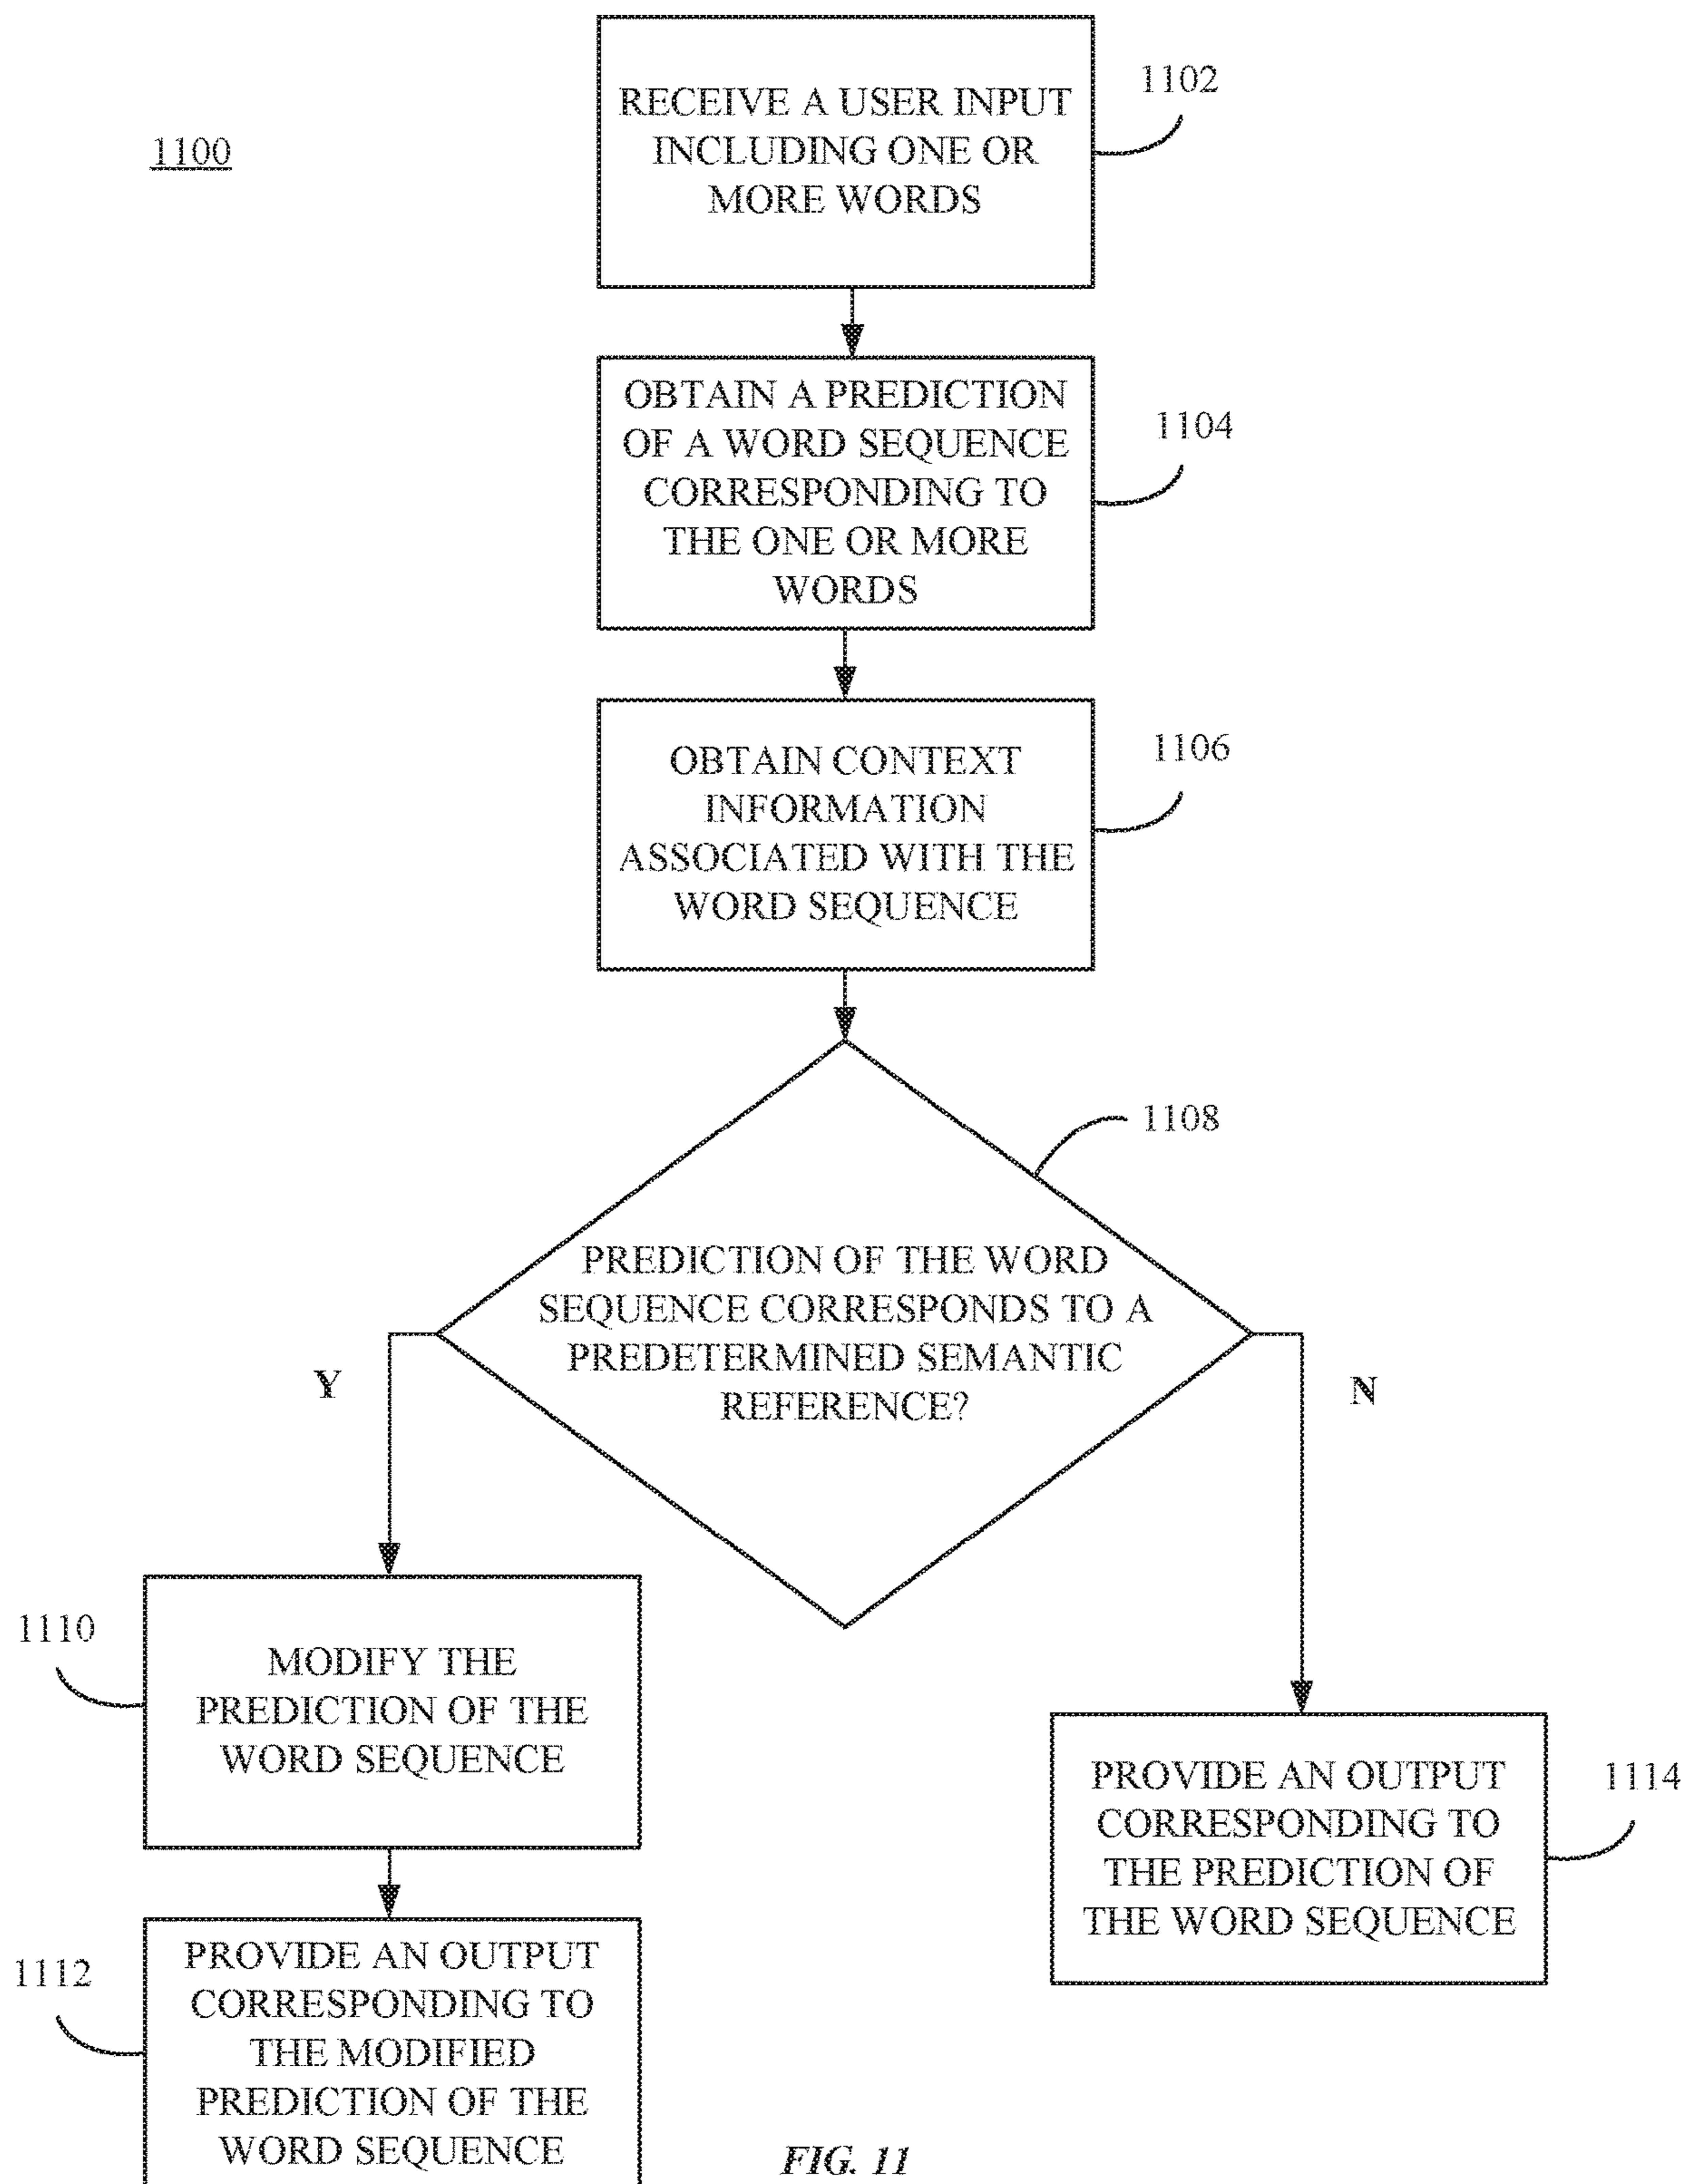 1100
RECEIVE A USER INPUT
INCLUDING ONE OR
MORE WORDS
1102
OBTAIN A PREDICTION
OF A WORD SEQUENCE
CORRESPONDING TO
THE ONE OR MORE
WORDS
1104
OBTAIN CONTEXT
INFORMATION
ASSOCIATED WITH THE
WORD SEQUENCE
1106
1108
PREDICTION OF THE WORD
SEQUENCE CORRESPONDS TO A
PREDETERMINED SEMANTIC
REFERENCE?
Y
N
1110
MODIFY THE
PREDICTION OF THE
WORD SEQUENCE
PROVIDE AN OUTPUT
CORRESPONDING TO
THE PREDICTION OF
THE WORD SEQUENCE
1114
1112
PROVIDE AN OUTPUT
CORRESPONDING TO
THE MODIFIED
PREDICTION OF THE
WORD SEQUENCE
FIG. 11